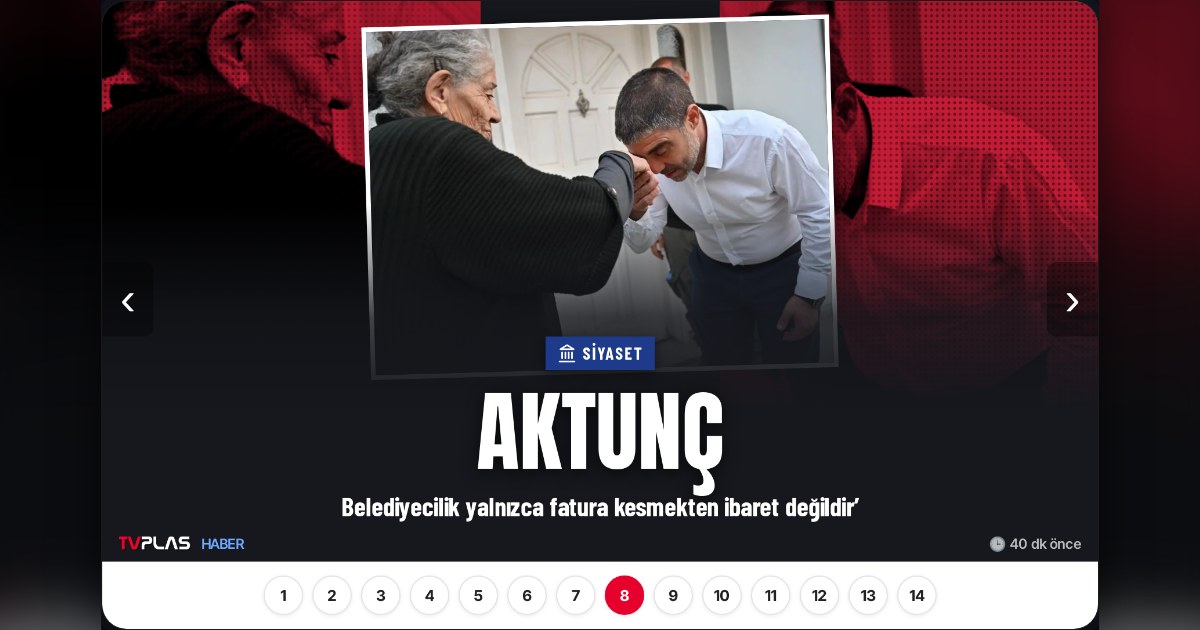 SİYASET
AKTUNÇ
Belediyecilik yalnızca fatura kesmekten ibaret değildir’
TVPLAS HABER
40 dk önce
1 2 3 4 5 6 7 8 9 10 11 12 13 14